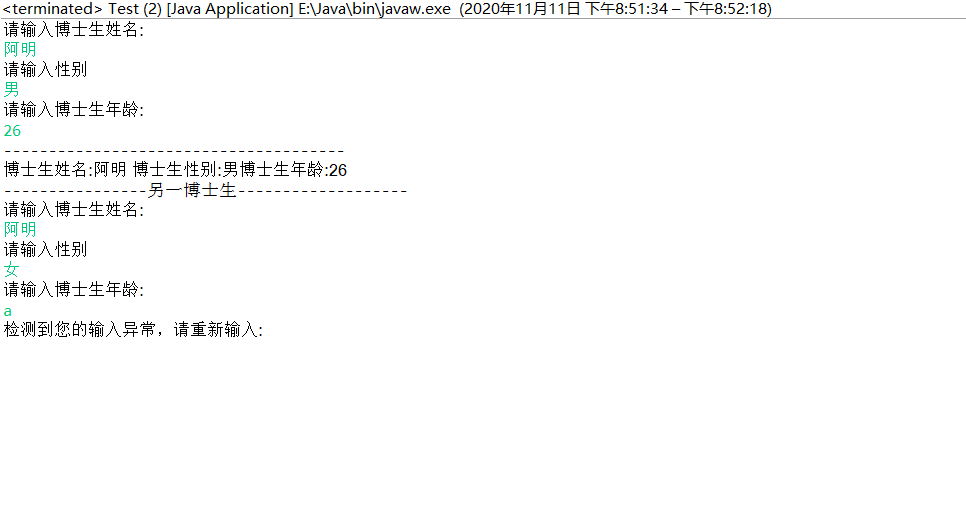 <terminated> Test (2) [Java Application] E:\Java\bin\javaw.exe  (2020年11月11日 下午8:51:34 – 下午8:52:18)
请输入博士生姓名:
阿明
请输入性别
男
请输入博士生年龄:
26
--------------------------------------
博士生姓名:阿明 博士生性别:男博士生年龄:26
----------------另一博士生-------------------
请输入博士生姓名:
阿明
请输入性别
女
请输入博士生年龄:
a
检测到您的输入异常，请重新输入: